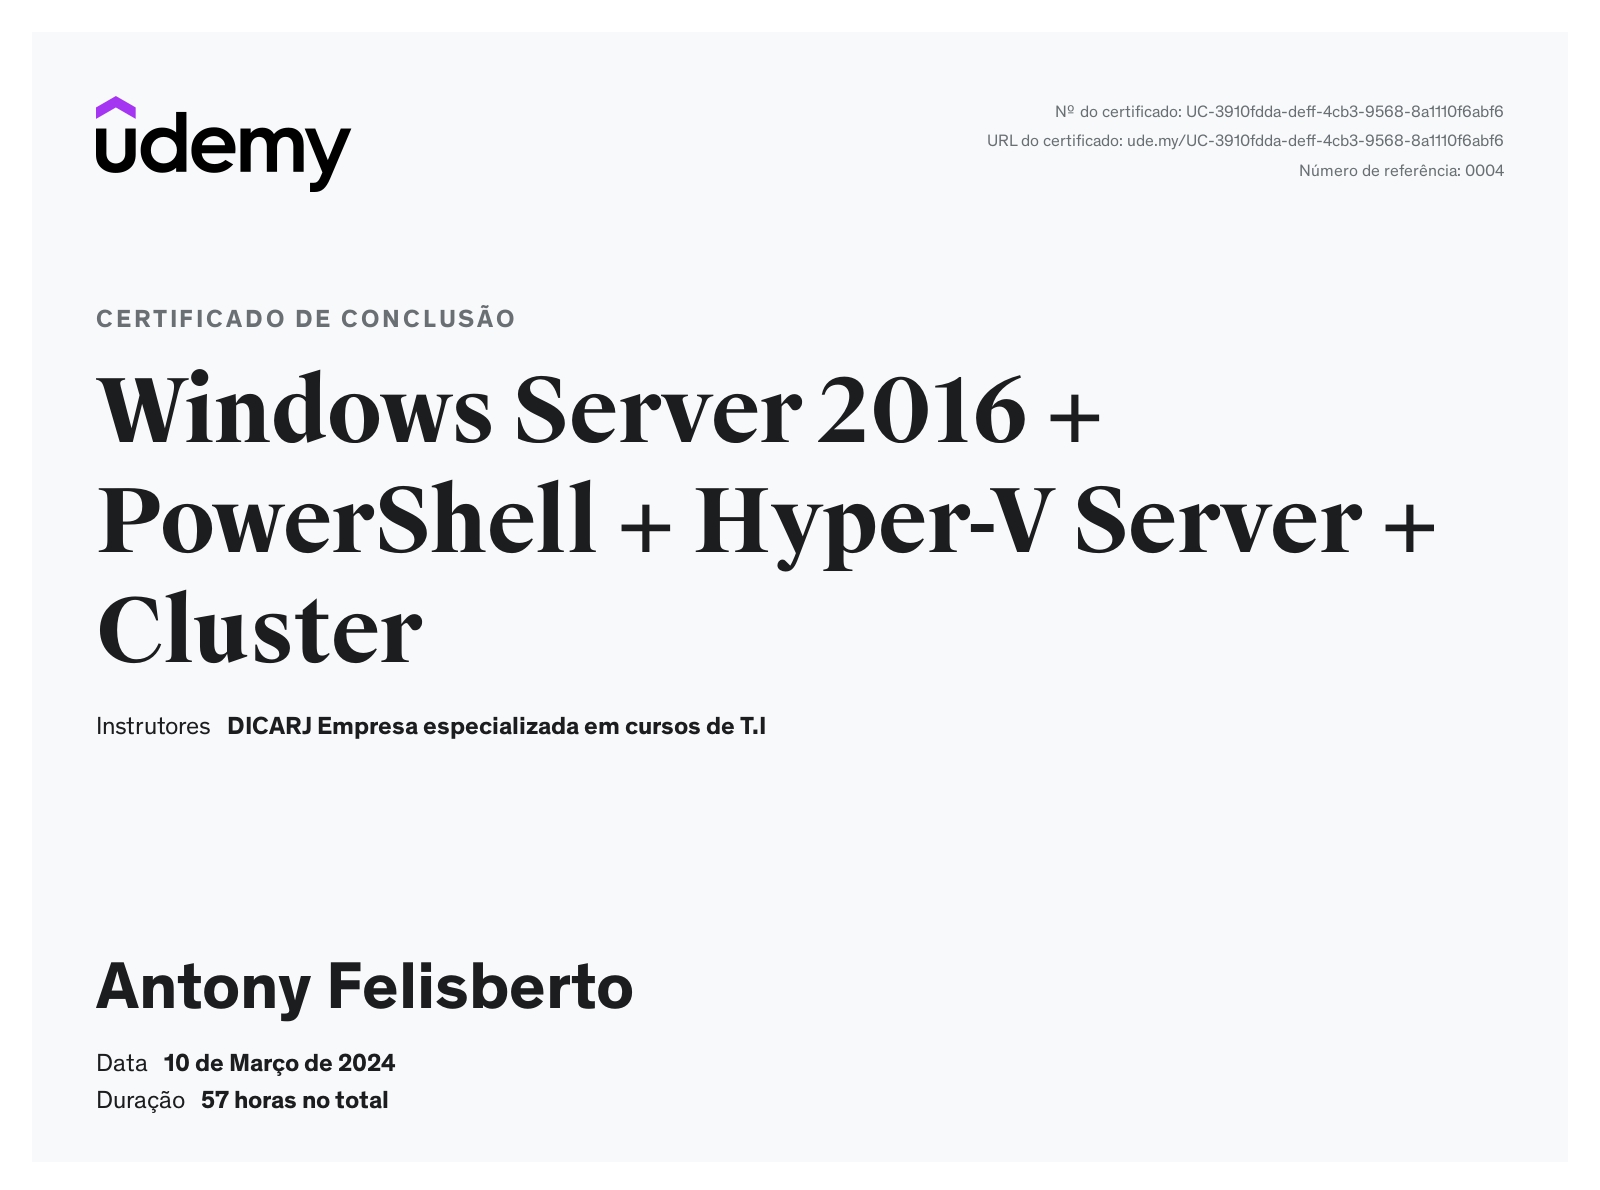 udemy
Nº do certificado: UC-3910fdda-deff-4cb3-9568-8a1110f6abf6
URL do certificado: ude.my/UC-3910fdda-deff-4cb3-9568-8a1110f6abf6
Número de referência: 0004
CERTIFICADO DE CONCLUSÃO
Windows Server 2016 +
PowerShell + Hyper-V Server +
Cluster
Instrutores DICARJ Empresa especializada em cursos de T.I
Antony Felisberto
Data 10 de Março de 2024
Duração 57 horas no total